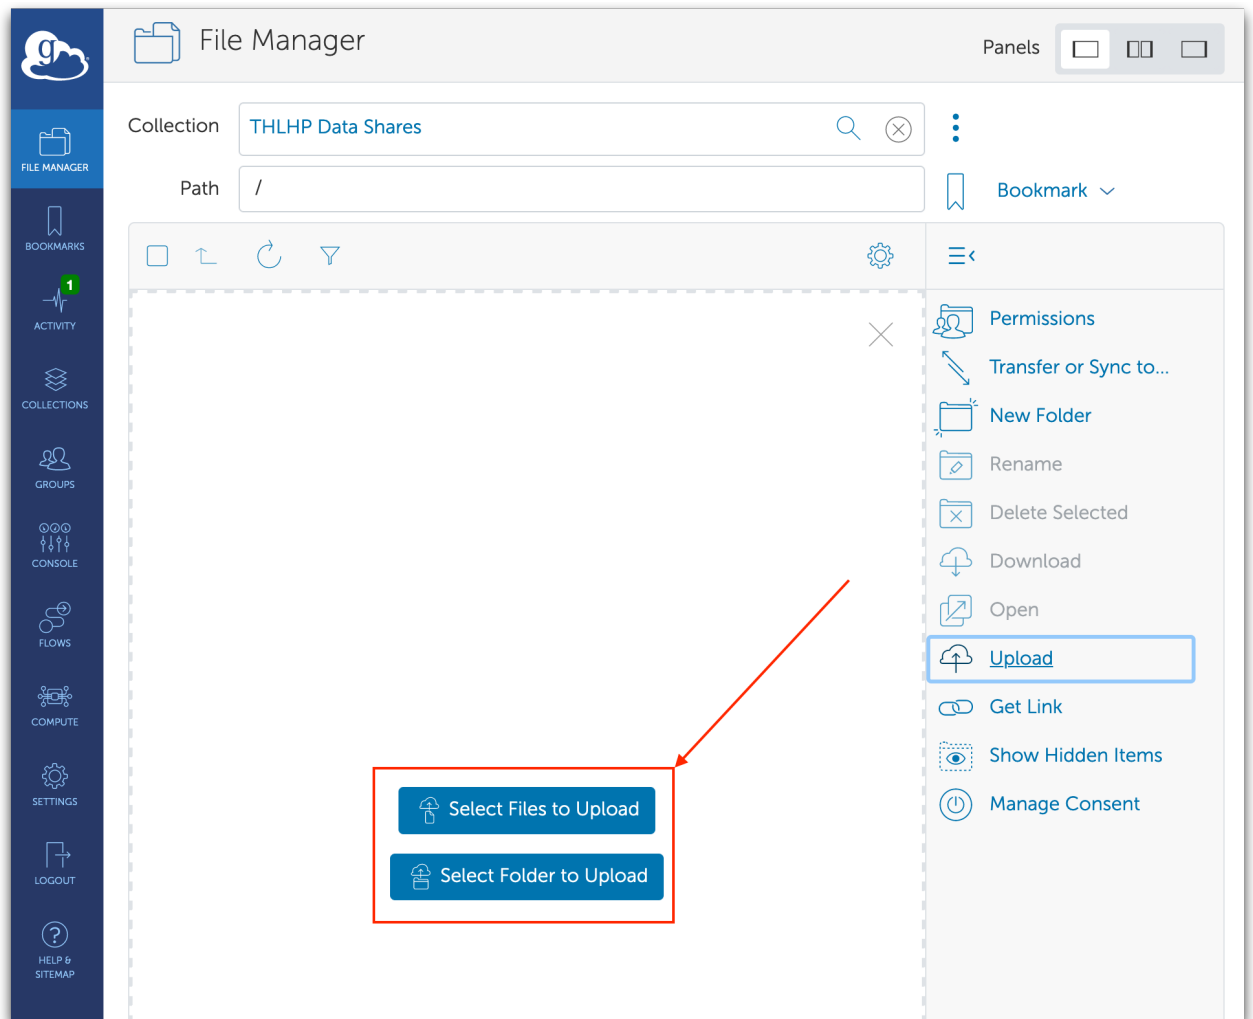 g
File Manager
Panels
FILE MANAGER
BOOKMARKS
1
ACTIVITY
COLLECTIONS
GROUPS
CONSOLE
FLOWS
COMPUTE
SETTINGS
LOGOUT
HELP &
SITEMAP
Collection
THLHP Data Shares
Path
/
Bookmark
Permissions
Transfer or Sync to...
New Folder
Rename
Delete Selected
Download
Open
Upload
Get Link
Show Hidden Items
Manage Consent
Select Files to Upload
Select Folder to Upload